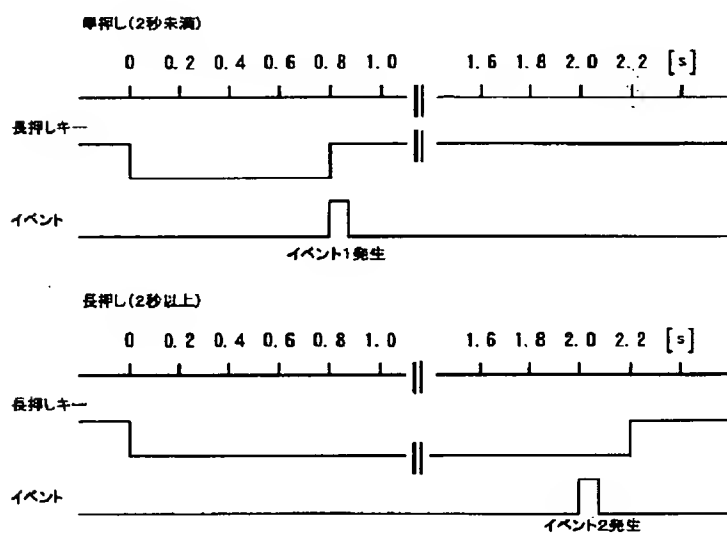 単押し(2秒未満)
0 0.2 0.4 0.6 0.8 1.0 1.6 1.8 2.0 2.2 [s]
長押しキー
イベント
イベント1発生
長押し(2秒以上)
0 0.2 0.4 0.6 0.8 1.0 1.6 1.8 2.0 2.2 [s]
長押しキー
イベント
イベント2発生